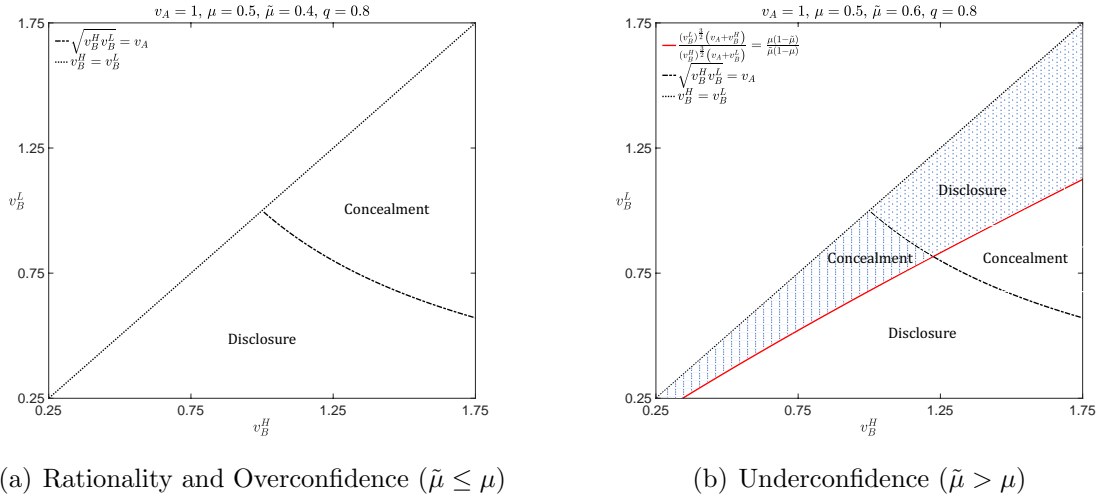 v_A = 1, μ = 0.5, μ̃ = 0.4, q = 0.8
1.75
√(v_B^H v_B^L) = v_A
v_B^H = v_B^L
1.25
v_B^L
Concealment
0.75
Disclosure
0.25
0.25 0.75 1.25 1.75
v_B^H
(a) Rationality and Overconfidence (μ̃ ≤ μ)
v_A = 1, μ = 0.5, μ̃ = 0.6, q = 0.8
1.75
(v_B^L)^{3/2}(v_A+v_B^H) / (v_B^H)^{3/2}(v_A+v_B^L) = μ(1-μ̃) / μ̃(1-μ)
√(v_B^H v_B^L) = v_A
v_B^H = v_B^L
1.25
Disclosure
v_B^L
Concealment Concealment
0.75
Disclosure
0.25
0.25 0.75 1.25 1.75
v_B^H
(b) Underconfidence (μ̃ > μ)